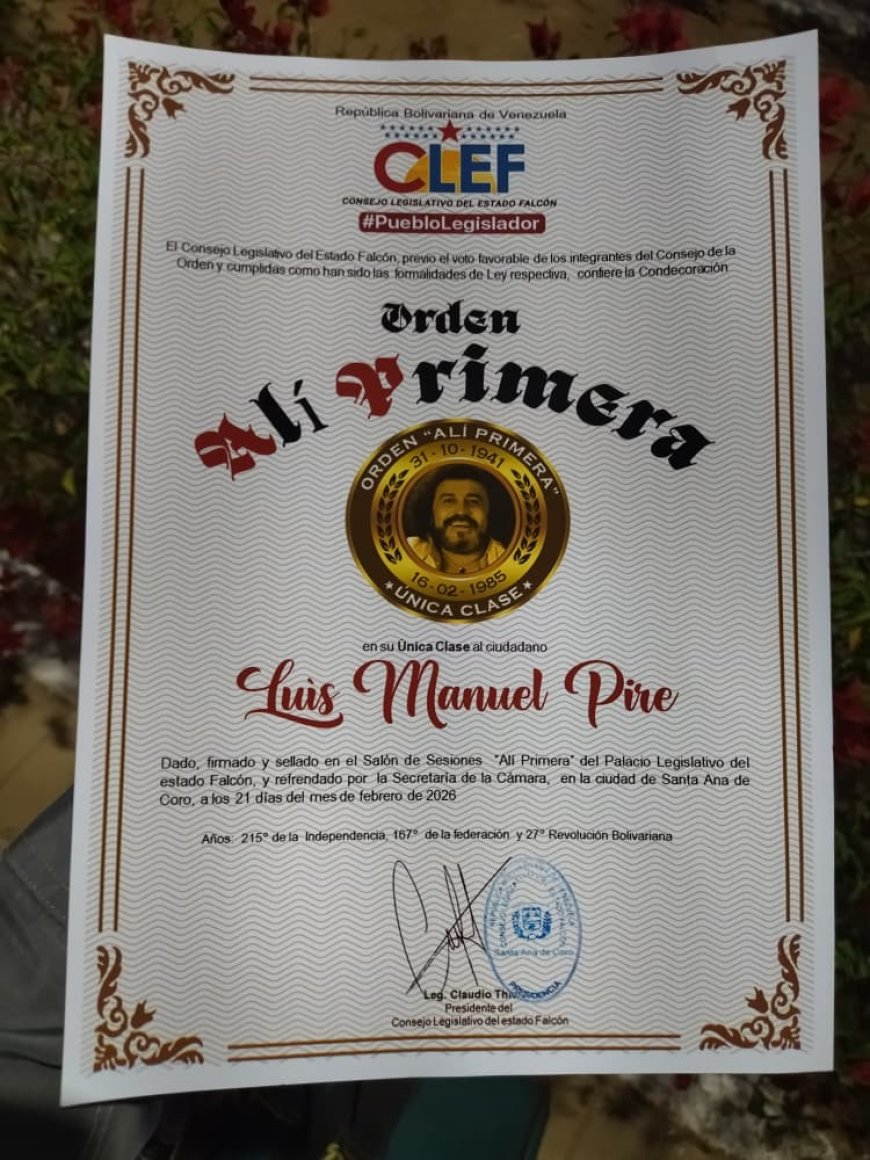 República Bolivariana de Venezuela
CLEF
CONSEJO LEGISLATIVO DEL ESTADO FALCÓN
#PuebloLegislador
El Consejo Legislativo del Estado Falcón, previo el voto favorable de los integrantes del Consejo de la
Orden y cumplidas como han sido las formalidades de Ley respectiva, confiere la Condecoración
Orden
Alí Primera
ORDEN "ALÍ PRIMERA"
31-10-1941
16-02-1985
ÚNICA CLASE
en su Única Clase al ciudadano
Luis Manuel Pire
Dado, firmado y sellado en el Salón de Sesiones "Alí Primera" del Palacio Legislativo del
estado Falcón, y refrendado por la Secretaría de la Cámara, en la ciudad de Santa Ana de
Coro, a los 21 días del mes de febrero de 2026
Años: 215° de la Independencia, 167° de la federación y 27° Revolución Bolivariana
Santa Ana de Coro
PRESIDENCIA
Leg. Claudio
Presidente del
Consejo Legislativo del estado Falcón